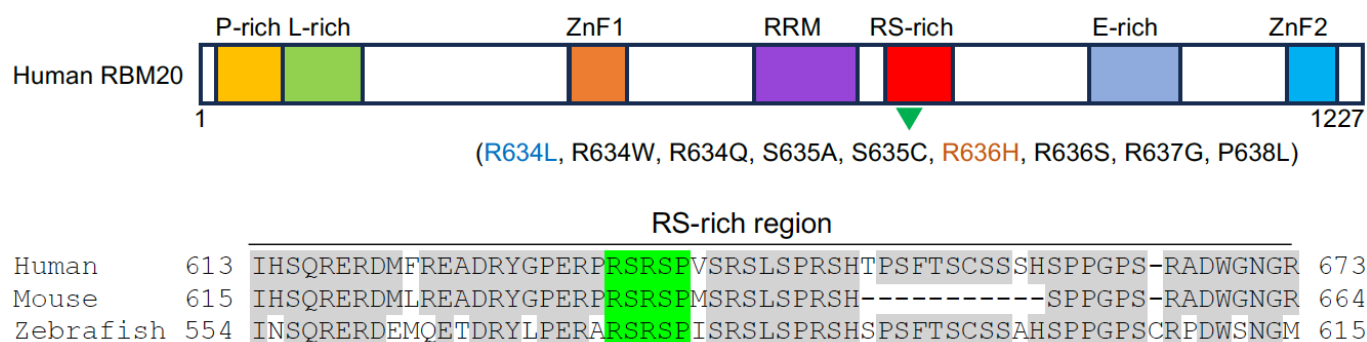 P-rich L-rich ZnF1 RRM RS-rich E-rich ZnF2
Human RBM20
1 1227
(R634L, R634W, R634Q, S635A, S635C, R636H, R636S, R637G, P638L)
RS-rich region
Human 613 IHSQRERDMFREADRYGPERPRSRSPVSRSLSPRSHTPSFTSCSSSHSPPGPS-RADWGNGR 673
Mouse 615 IHSQRERDMLREADRYGPERPRSRSPMSRSLSPRSH-----------SPPGPS-RADWGNGR 664
Zebrafish 554 INSQRERDEMQETDRYLPERARSRSPISRSLSPRSHSPSFTSCSSAHSPPGPSCRPDWSNGM 615